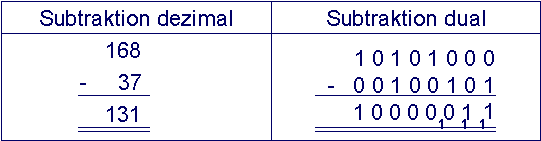 Subtraktion dezimal
168
- 37
131
Subtraktion dual
1 0 1 0 1 0 0 0
- 0 0 1 0 0 1 0 1
1 0 0 0 0 0 1 1
1 1 1